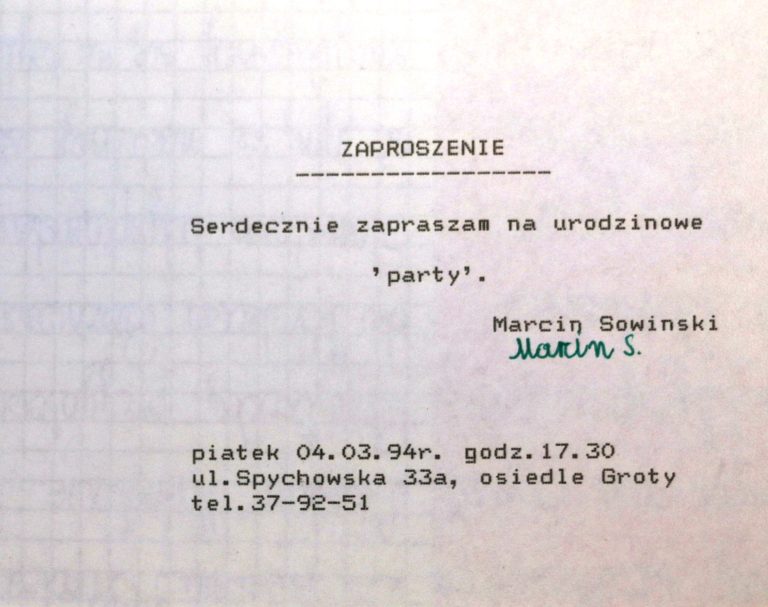 ZAPROSZENIE
-----------------
Serdecznie zapraszam na urodzinowe
'party'.
Marcin Sowinski
Marcin S.
piatek 04.03.94r. godz.17.30
ul.Spychowska 33a, osiedle Groty
tel.37-92-51